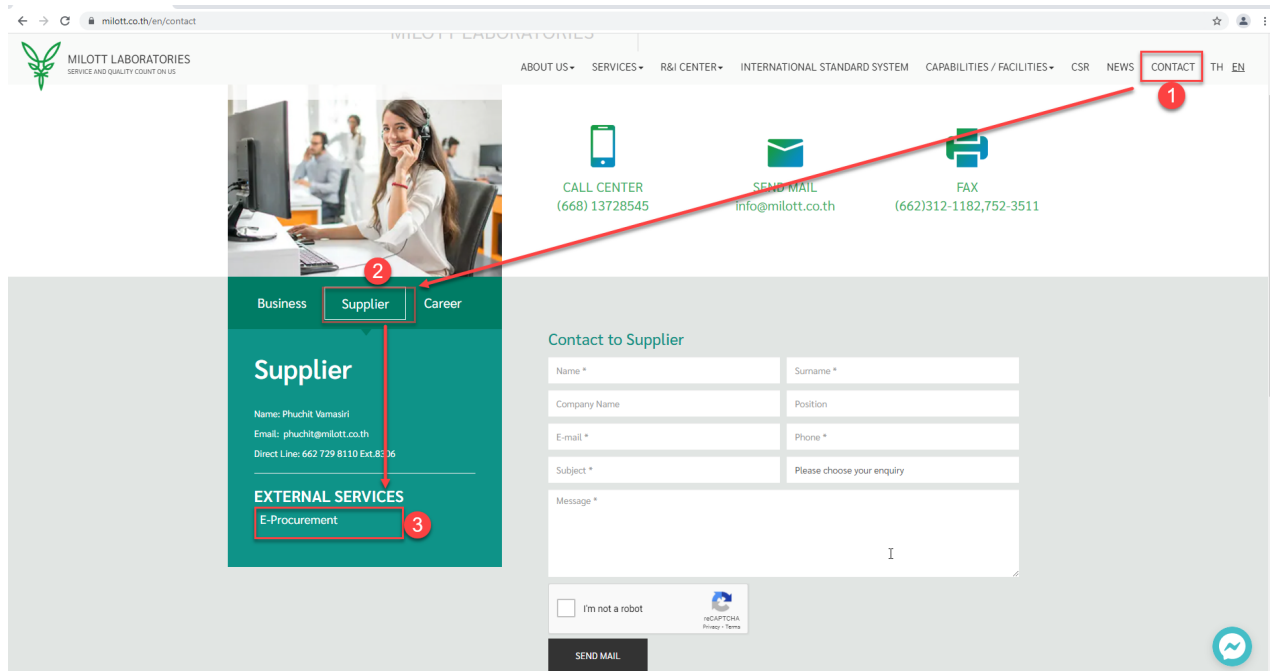 milott.co.th/en/contact
MILOTT LABORATORIES
MILOTT LABORATORIES
SERVICE AND QUALITY COUNT ON US
ABOUT US SERVICES R&I CENTER INTERNATIONAL STANDARD SYSTEM CAPABILITIES / FACILITIES CSR NEWS CONTACT TH EN
1
CALL CENTER
(668) 13728545
SEND MAIL
info@milott.co.th
FAX
(662)312-1182,752-3511
2
Business Supplier Career
Supplier
Name: Phuchit Vamasiri
Email: phuchit@milott.co.th
Direct Line: 662 729 8110 Ext.8306
EXTERNAL SERVICES
E-Procurement
3
Contact to Supplier
Name * Surname *
Company Name Position
E-mail * Phone *
Subject * Please choose your enquiry
Message *
I'm not a robot
reCAPTCHA
Privacy - Terms
SEND MAIL